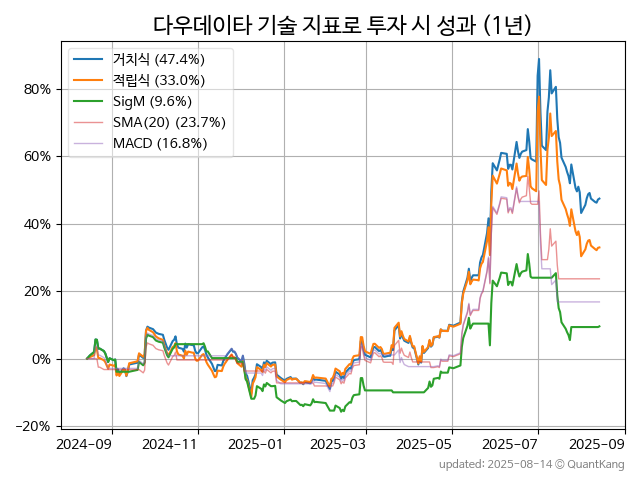 다우데이타 기술 지표로 투자 시 성과 (1년)
거치식 (47.4%)
적립식 (33.0%)
SigM (9.6%)
SMA(20) (23.7%)
MACD (16.8%)
80%
60%
40%
20%
0%
−20%
2024-09 2024-11 2025-01 2025-03 2025-05 2025-07 2025-09
updated: 2025-08-14 © QuantKang